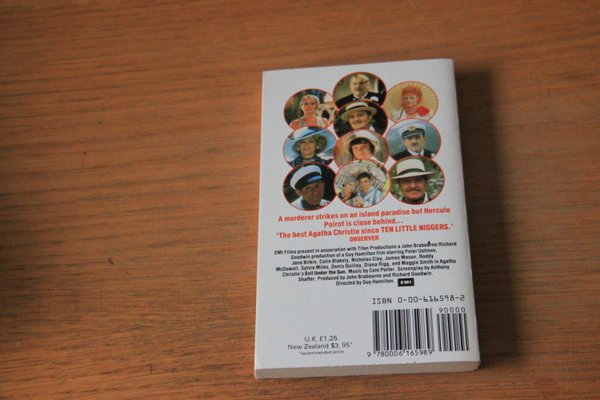 A murderer strikes on an island paradise but Hercule
Poirot is close behind...
'The best Agatha Christie since TEN LITTLE NIGGERS.'
OBSERVER
EMI Films present in association with Titan Productions a John Brabourne/Richard
Goodwin production of a Guy Hamilton film starring Peter Ustinov,
Jane Birkin, Colin Blakely, Nicholas Clay, James Mason, Roddy
McDowall, Sylvia Miles, Denis Quilley, Diana Rigg, and Maggie Smith in Agatha
Christie's Evil Under the Sun. Music by Cole Porter. Screenplay by Anthony
Shaffer. Produced by John Brabourne and Richard Goodwin.
Directed by Guy Hamilton.
EMI
ISBN 0-00-616598-2
90000
U.K. £1.25
New Zealand $3.95*
*recommended price
9 780006 165989